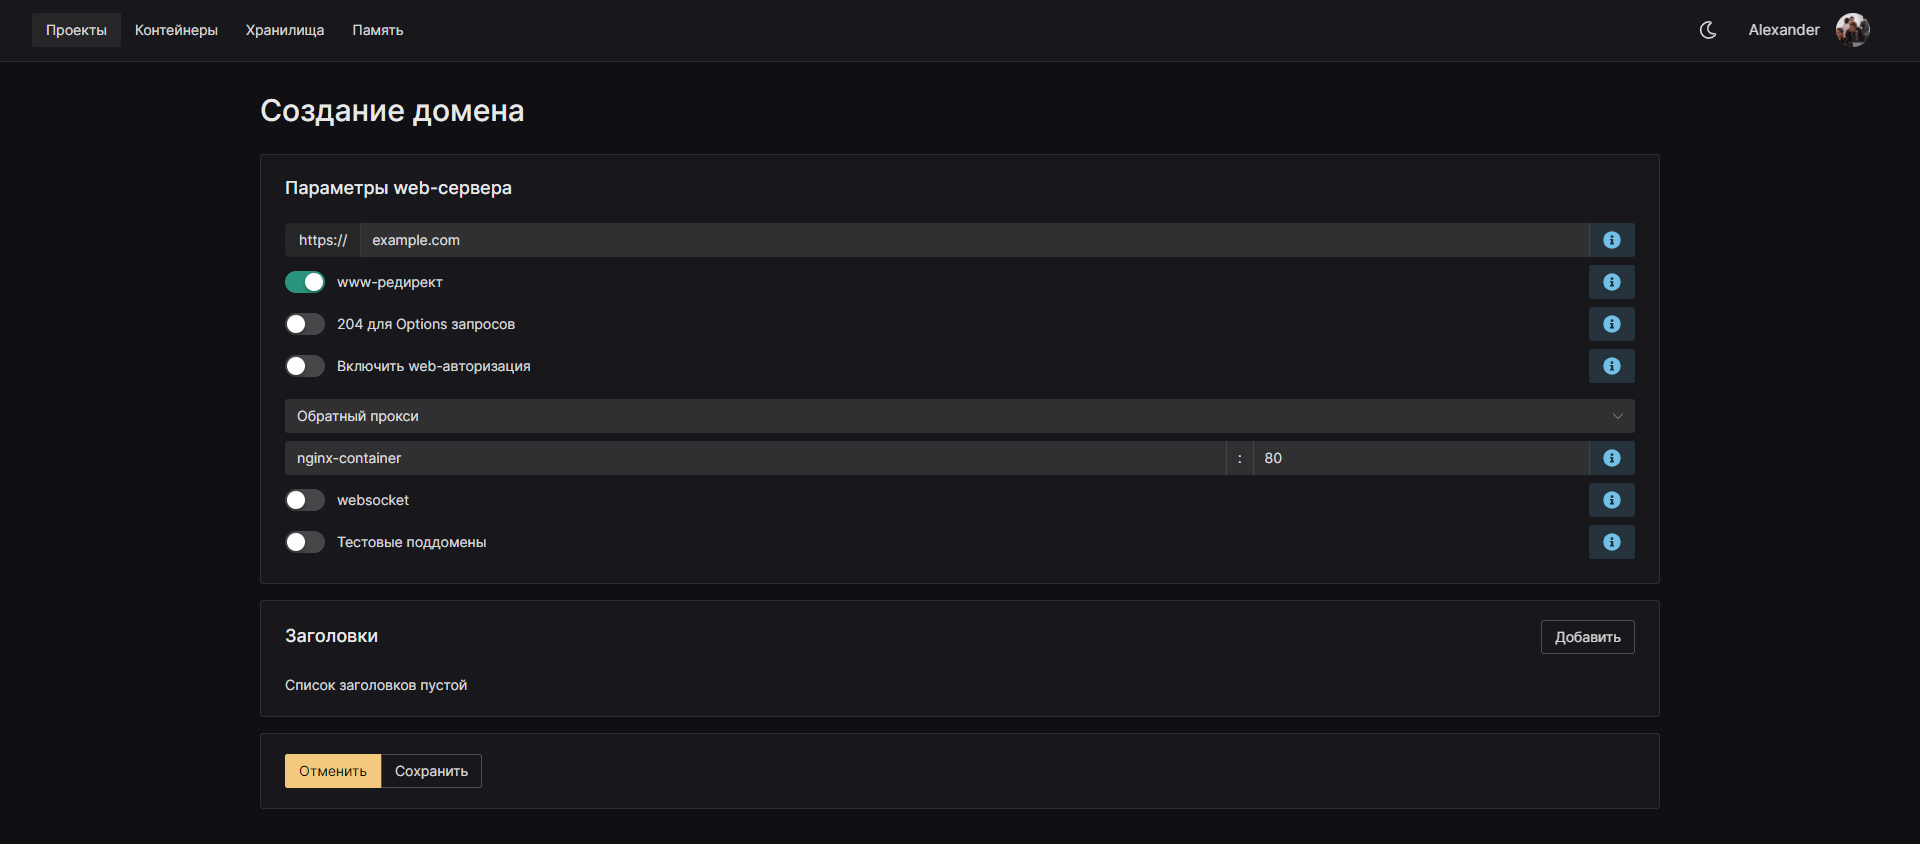 Проекты Контейнеры Хранилища Память Alexander
Создание домена
Параметры web-сервера
https:// example.com
www-редирект
204 для Options запросов
Включить web-авторизация
Обратный прокси
nginx-container : 80
websocket
Тестовые поддомены
Заголовки Добавить
Список заголовков пустой
Отменить Сохранить